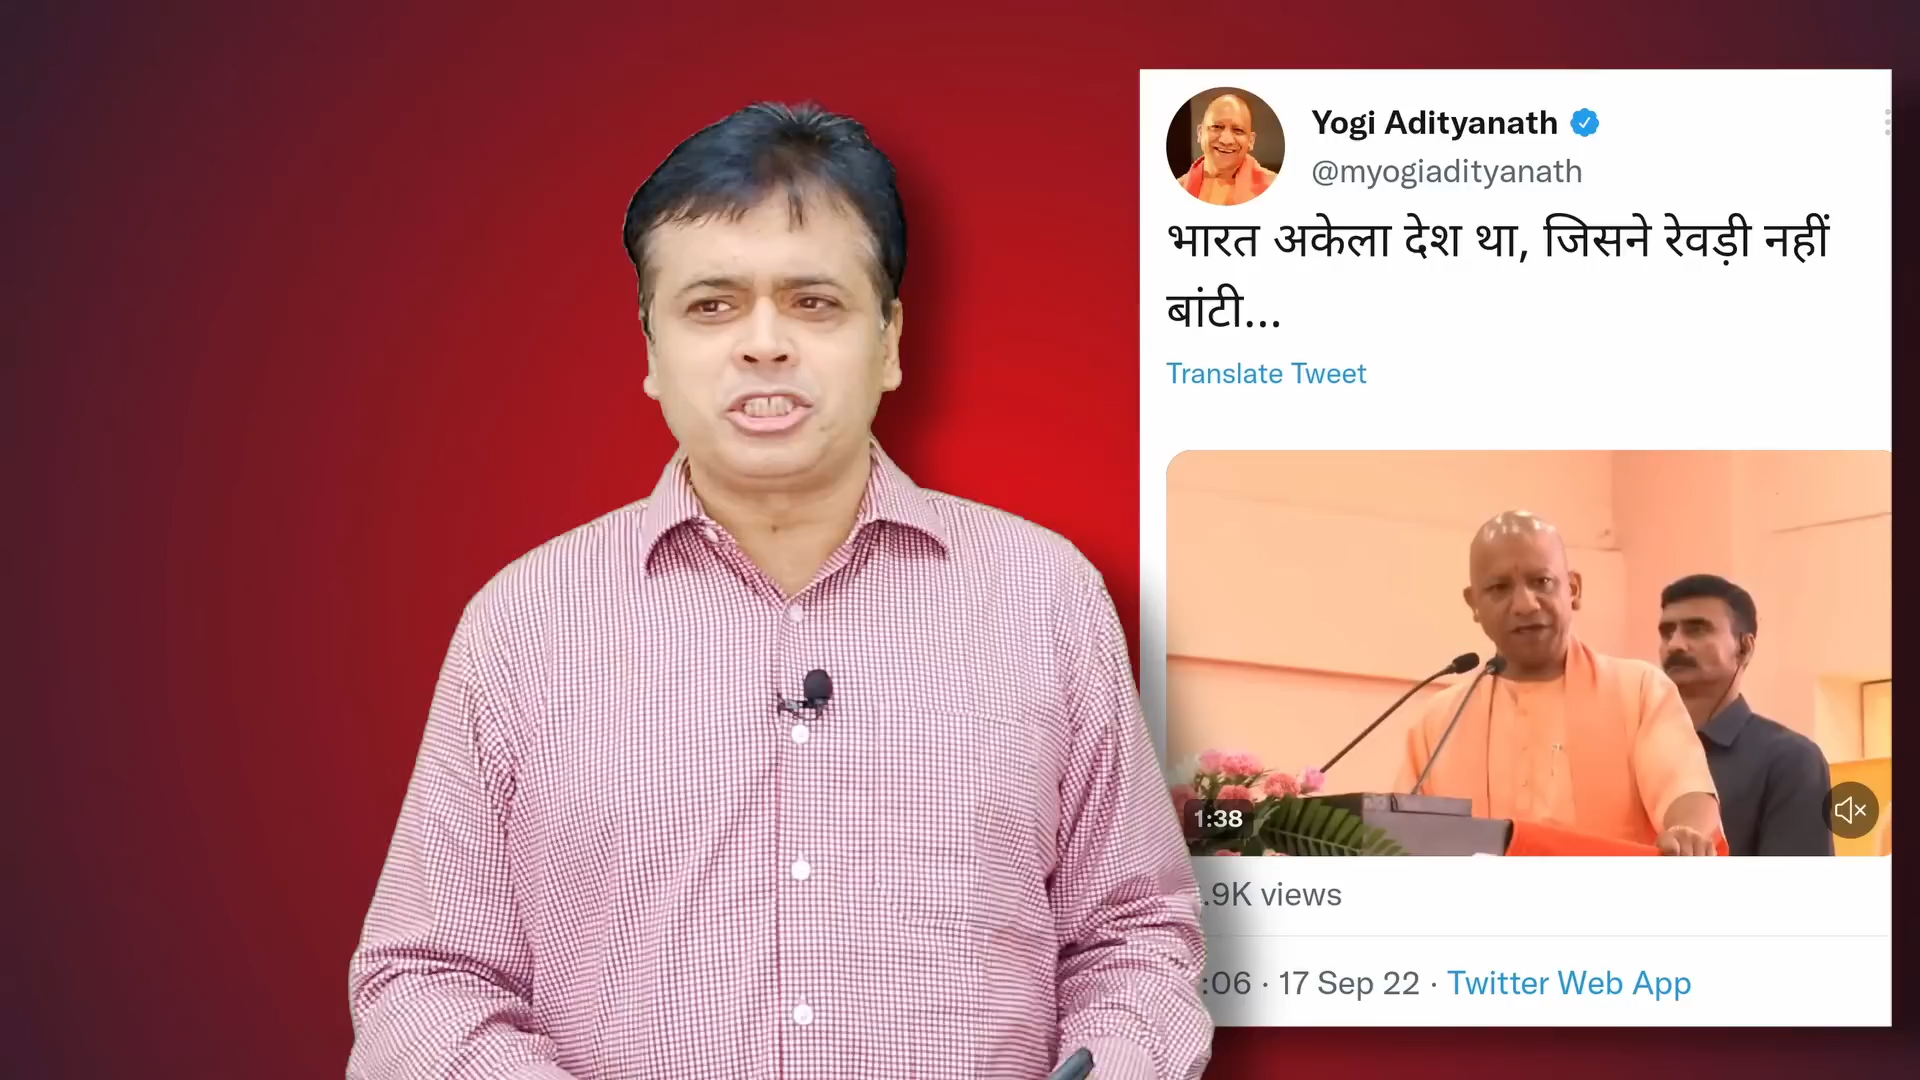 Yogi Adityanath
@myogiadityanath
भारत अकेला देश था, जिसने रेवड़ी नहीं
बांटी...
Translate Tweet
1:38
.9K views
:06 · 17 Sep 22 · Twitter Web App